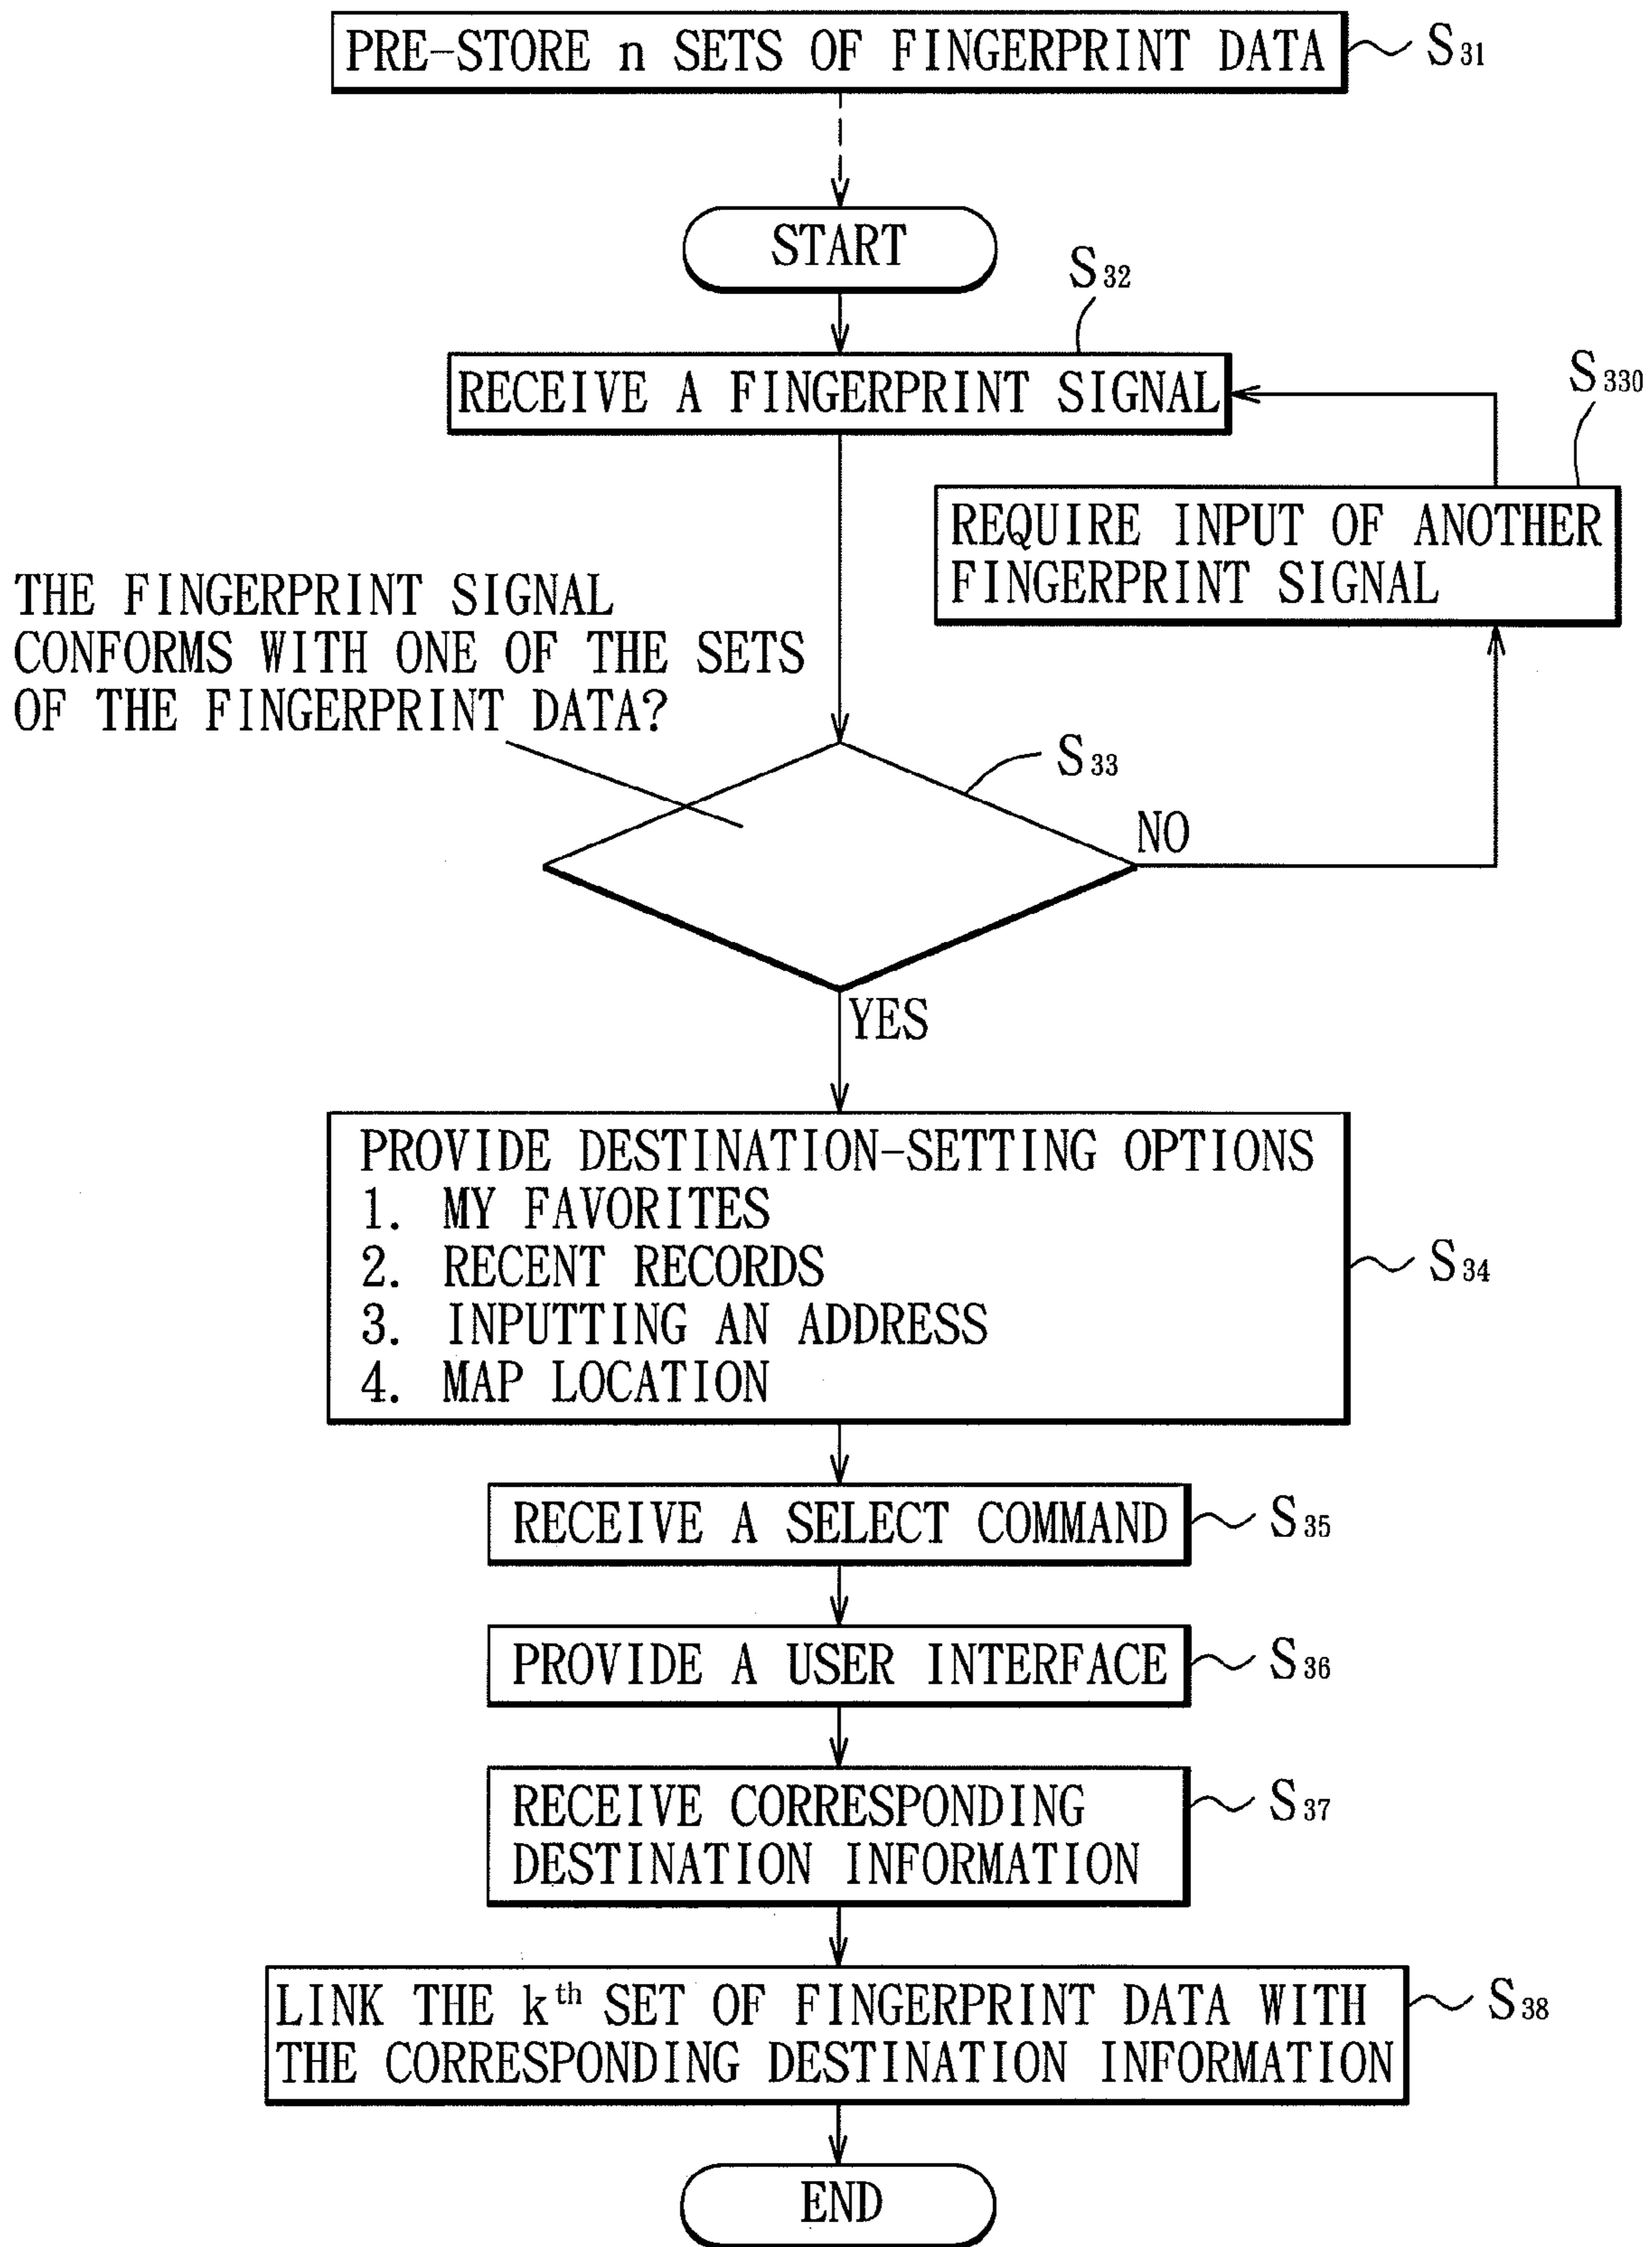 PRE-STORE n SETS OF FINGERPRINT DATA
S31
START
S32
RECEIVE A FINGERPRINT SIGNAL
S330
REQUIRE INPUT OF ANOTHER
FINGERPRINT SIGNAL
THE FINGERPRINT SIGNAL
CONFORMS WITH ONE OF THE SETS
OF THE FINGERPRINT DATA?
S33
NO
YES
PROVIDE DESTINATION-SETTING OPTIONS
1. MY FAVORITES
2. RECENT RECORDS
3. INPUTTING AN ADDRESS
4. MAP LOCATION
S34
RECEIVE A SELECT COMMAND
S35
PROVIDE A USER INTERFACE
S36
RECEIVE CORRESPONDING
DESTINATION INFORMATION
S37
LINK THE kth SET OF FINGERPRINT DATA WITH
THE CORRESPONDING DESTINATION INFORMATION
S38
END